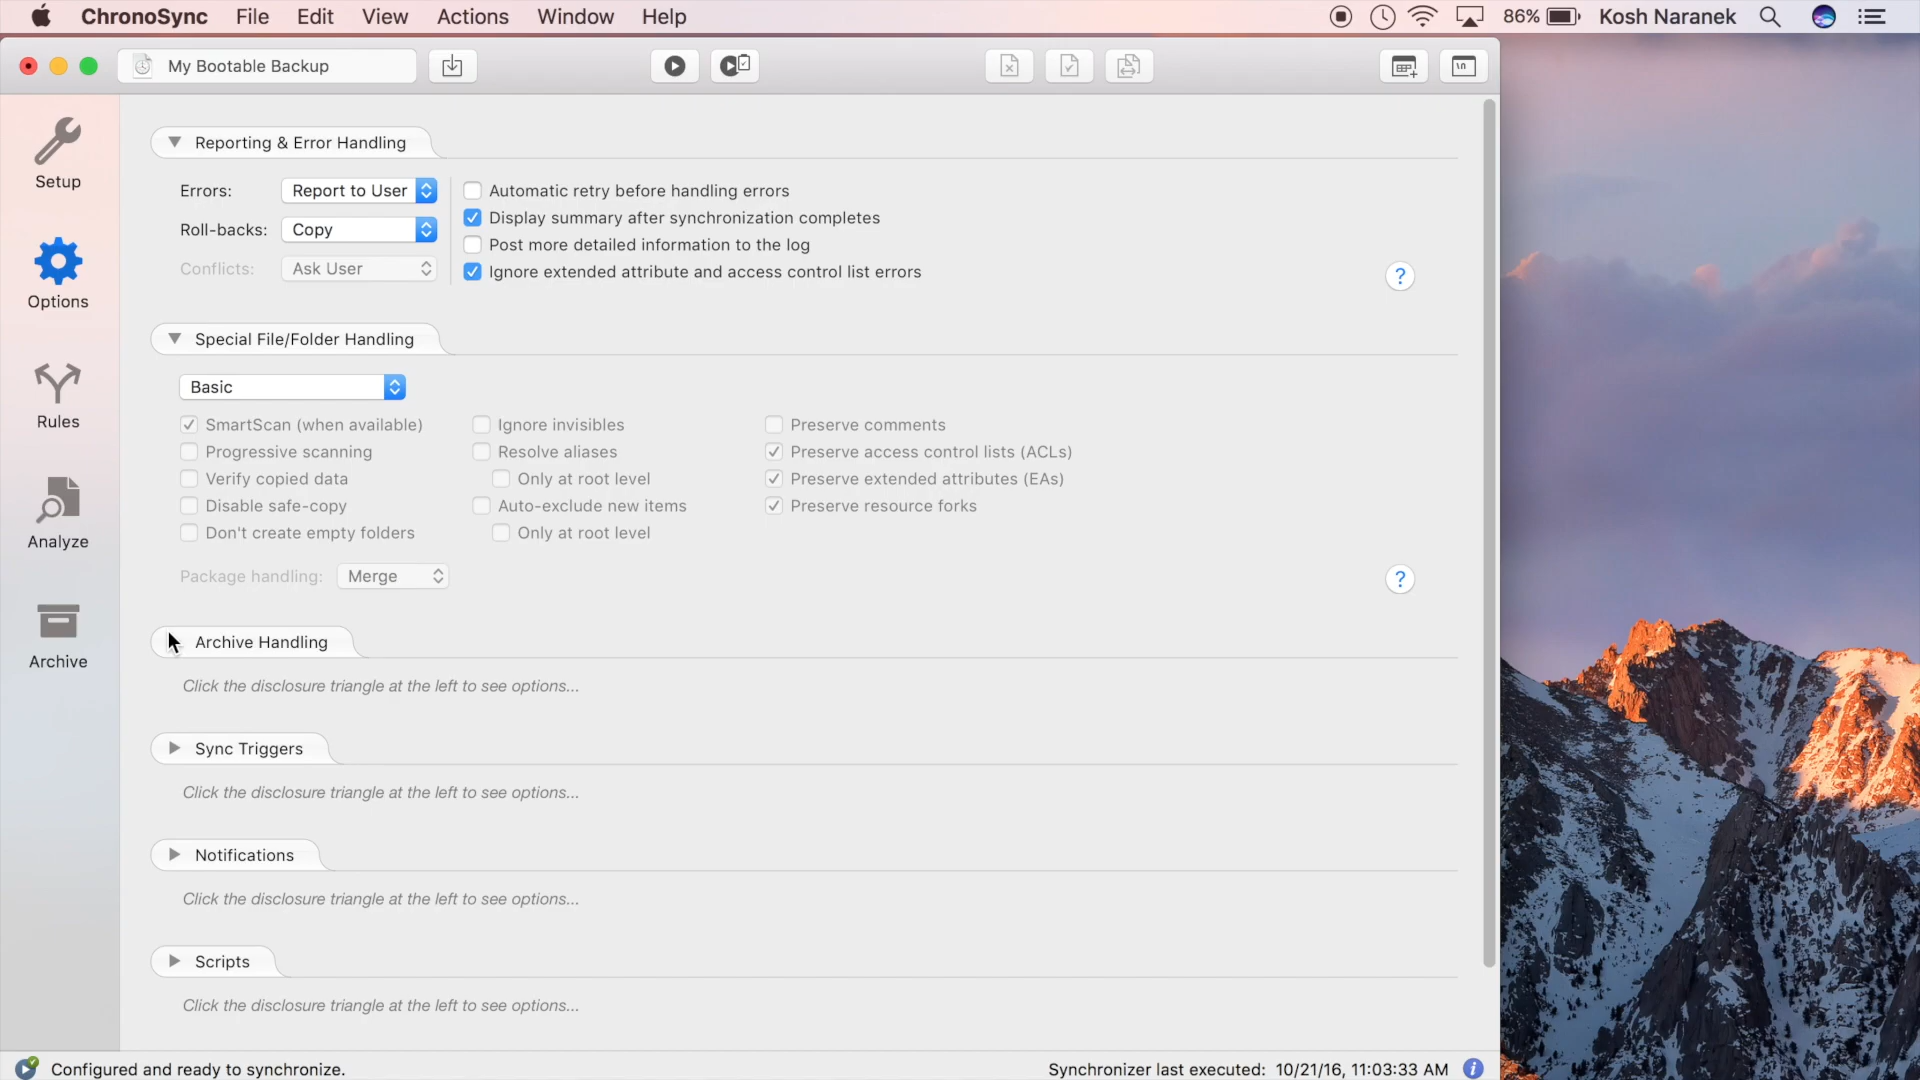 ChronoSync File Edit View Actions Window Help 86% Kosh Naranek
My Bootable Backup
Setup
Options
Rules
Analyze
Archive
Reporting & Error Handling
Errors: Report to User Automatic retry before handling errors
Display summary after synchronization completes
Roll-backs: Copy
Post more detailed information to the log
Conflicts: Ask User Ignore extended attribute and access control list errors
?
Special File/Folder Handling
Basic
SmartScan (when available) Ignore invisibles Preserve comments
Progressive scanning Resolve aliases Preserve access control lists (ACLs)
Verify copied data Only at root level Preserve extended attributes (EAs)
Disable safe-copy Auto-exclude new items Preserve resource forks
Don't create empty folders Only at root level
Package handling: Merge ?
Archive Handling
Click the disclosure triangle at the left to see options...
Sync Triggers
Click the disclosure triangle at the left to see options...
Notifications
Click the disclosure triangle at the left to see options...
Scripts
Click the disclosure triangle at the left to see options...
Configured and ready to synchronize. Synchronizer last executed: 10/21/16, 11:03:33 AM i